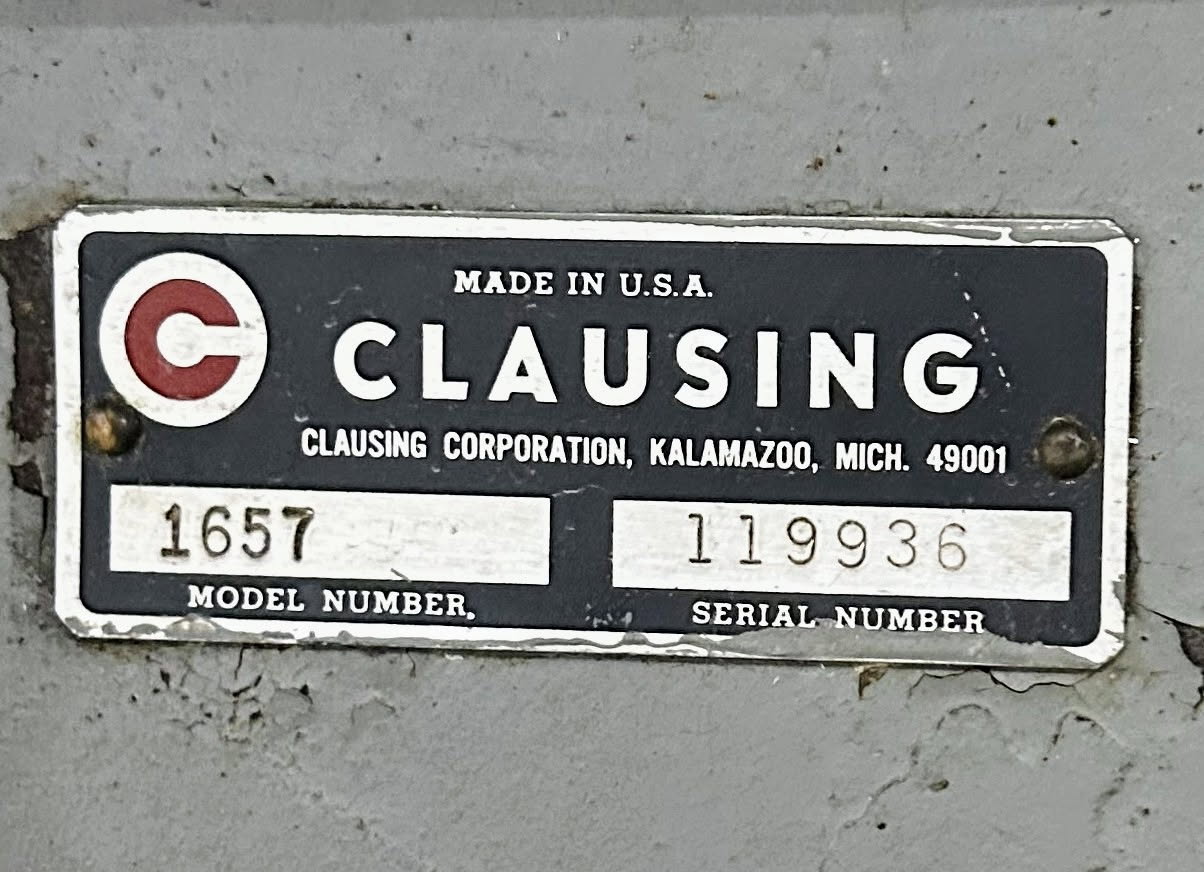 MADE IN U.S.A.
CLAUSING
CLAUSING CORPORATION, KALAMAZOO, MICH. 49001
1657 119936
MODEL NUMBER. SERIAL NUMBER